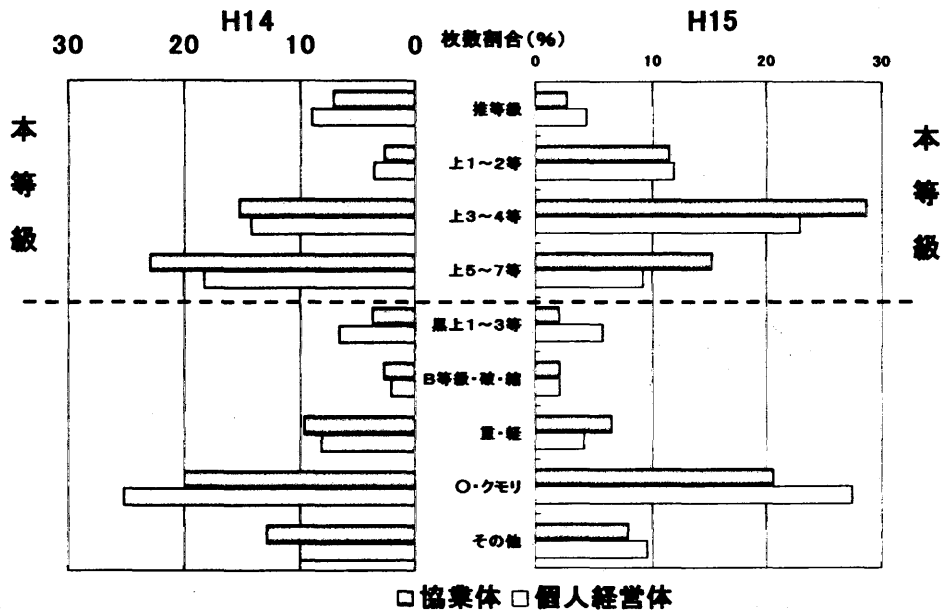 H14
H15
30 20 10 0 枚数割合(%) 0 10 20 30
本等級
本等級
推等級
上1~2等
上3~4等
上5~7等
黒上1~3等
B等級・破・縮
重・軽
O・クモリ
その他
協業体 個人経営体